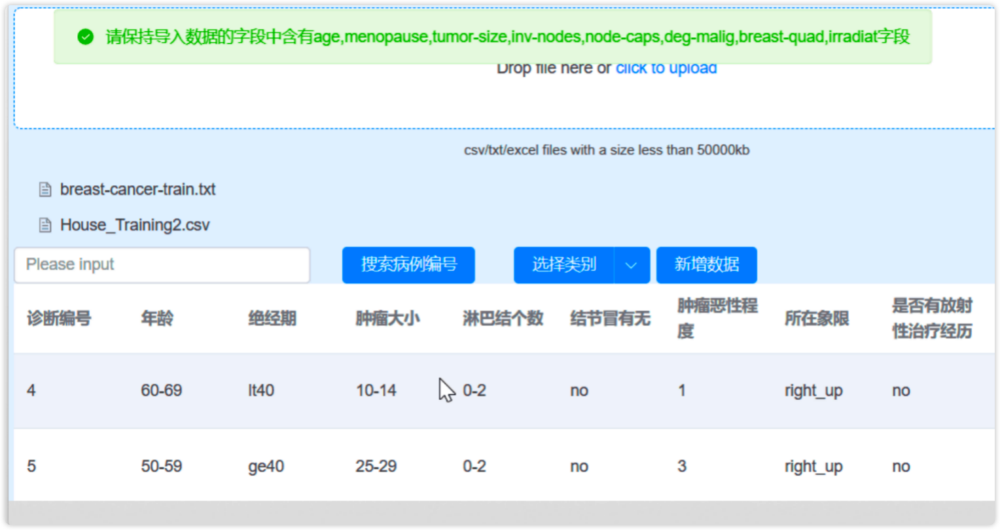 请保持导入数据的字段中含有age,menopause,tumor-size,inv-nodes,node-caps,deg-malig,breast-quad,irradiat字段
Drop file here or click to upload
csv/txt/excel files with a size less than 50000kb
breast-cancer-train.txt
House_Training2.csv
Please input 搜索病例编号 选择类别 新增数据
诊断编号 年龄 绝经期 肿瘤大小 淋巴结个数 结节冒有无 肿瘤恶性程度 所在象限 是否有放射性治疗经历
4 60-69 lt40 10-14 0-2 no 1 right_up no
5 50-59 ge40 25-29 0-2 no 3 right_up no